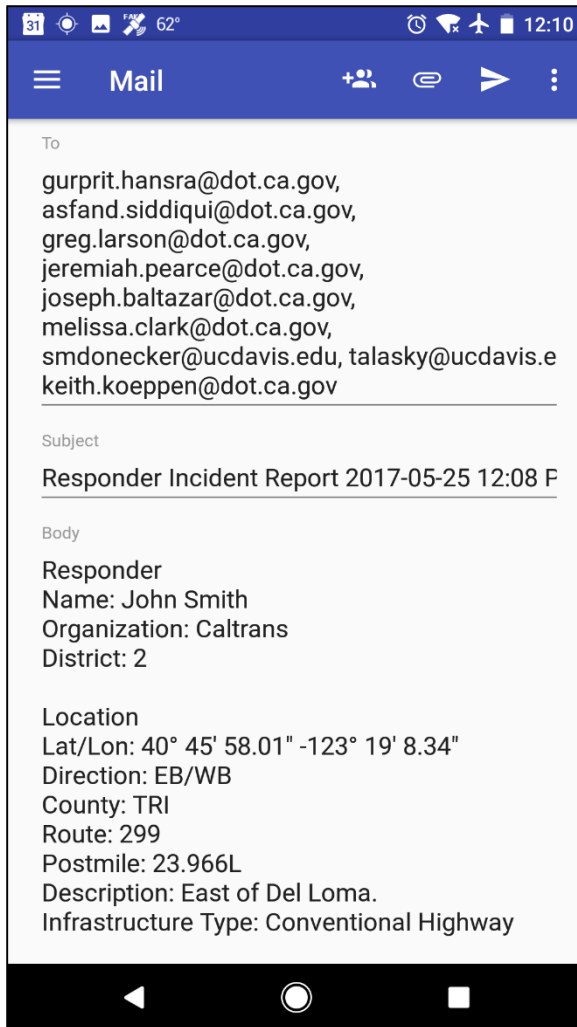 31 FAKE 62° 12:10
Mail
To
gurprit.hansra@dot.ca.gov,
asfand.siddiqui@dot.ca.gov,
greg.larson@dot.ca.gov,
jeremiah.pearce@dot.ca.gov,
joseph.baltazar@dot.ca.gov,
melissa.clark@dot.ca.gov,
smdonecker@ucdavis.edu, talasky@ucdavis.e
keith.koeppen@dot.ca.gov
Subject
Responder Incident Report 2017-05-25 12:08 P
Body
Responder
Name: John Smith
Organization: Caltrans
District: 2
Location
Lat/Lon: 40° 45' 58.01" -123° 19' 8.34"
Direction: EB/WB
County: TRI
Route: 299
Postmile: 23.966L
Description: East of Del Loma.
Infrastructure Type: Conventional Highway